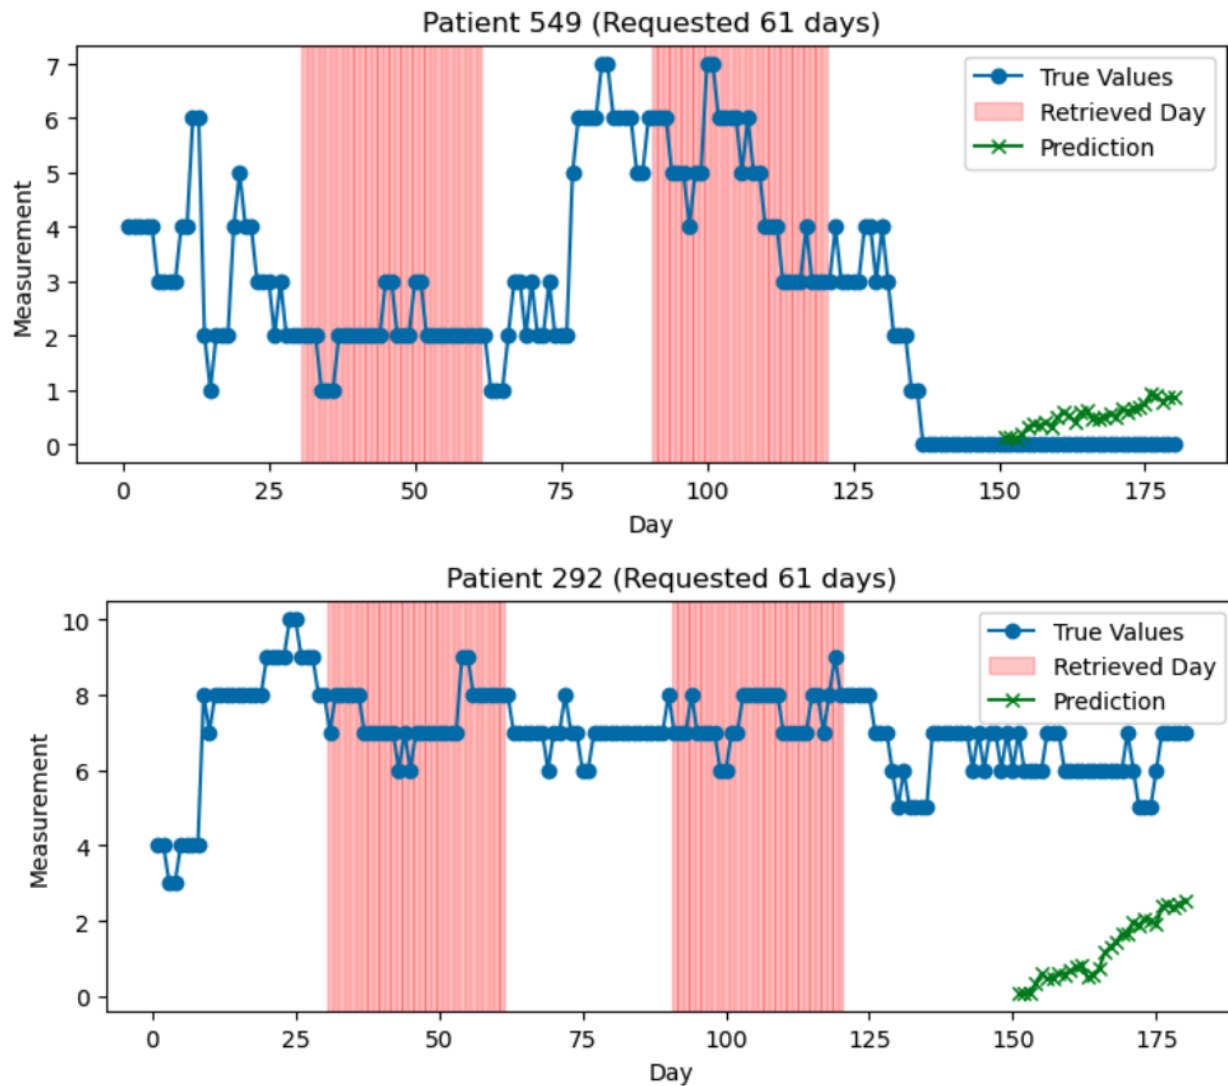 Patient 549 (Requested 61 days)
7
6
5
4
3
2
1
0
Measurement
True Values
Retrieved Day
Prediction
0 25 50 75 100 125 150 175
Day
Patient 292 (Requested 61 days)
10
8
6
4
2
0
Measurement
True Values
Retrieved Day
Prediction
0 25 50 75 100 125 150 175
Day